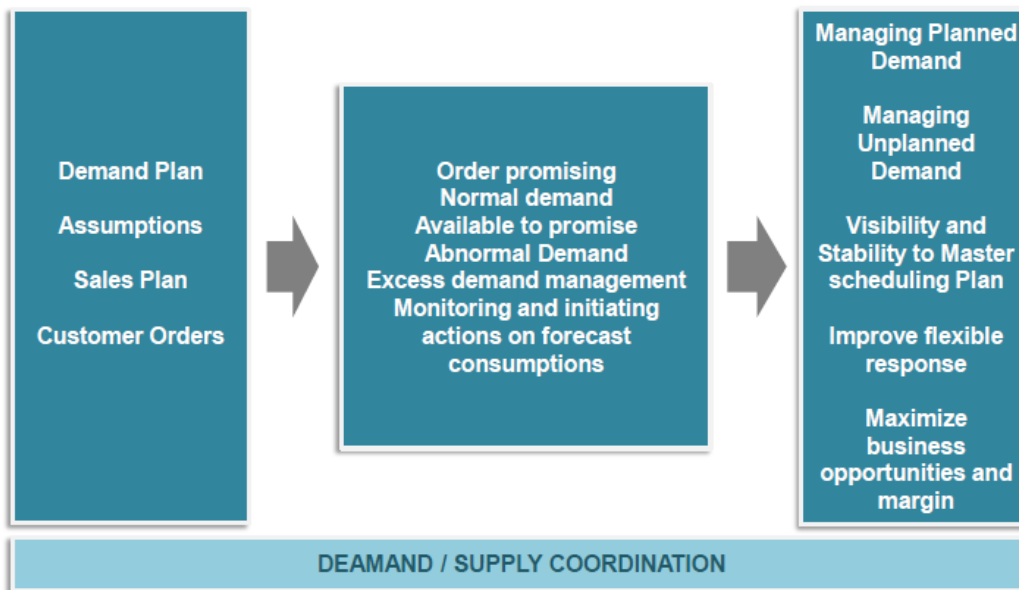 Demand Plan
Assumptions
Sales Plan
Customer Orders
Order promising
Normal demand
Available to promise
Abnormal Demand
Excess demand management
Monitoring and initiating
actions on forecast
consumptions
Managing Planned
Demand
Managing
Unplanned
Demand
Visibility and
Stability to Master
scheduling Plan
Improve flexible
response
Maximize
business
opportunities and
margin
DEAMAND / SUPPLY COORDINATION